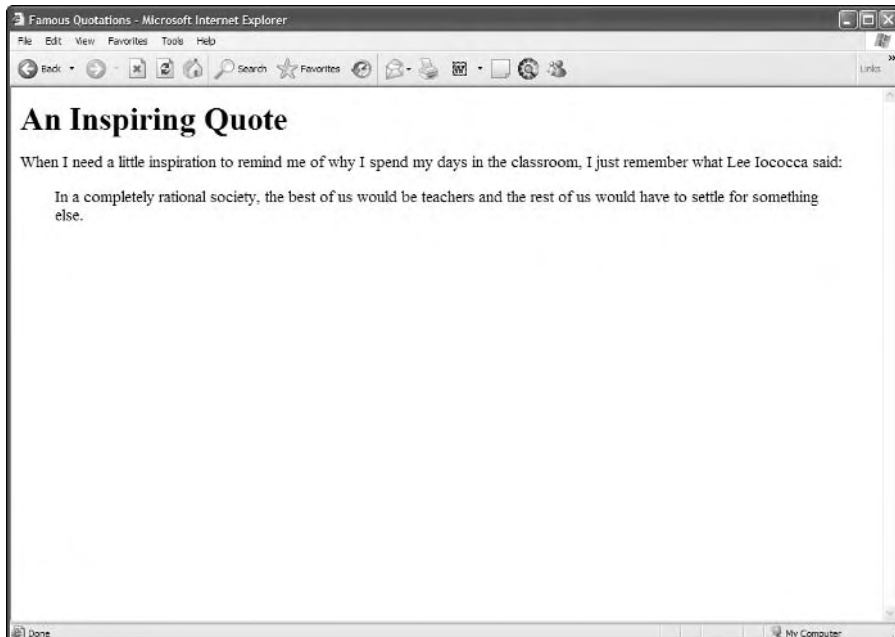 Famous Quotations - Microsoft Internet Explorer
File Edit View Favorites Tools Help
Back Search Favorites W Links »
An Inspiring Quote
When I need a little inspiration to remind me of why I spend my days in the classroom, I just remember what Lee Iococca said:
In a completely rational society, the best of us would be teachers and the rest of us would have to settle for something
else.
Done My Computer